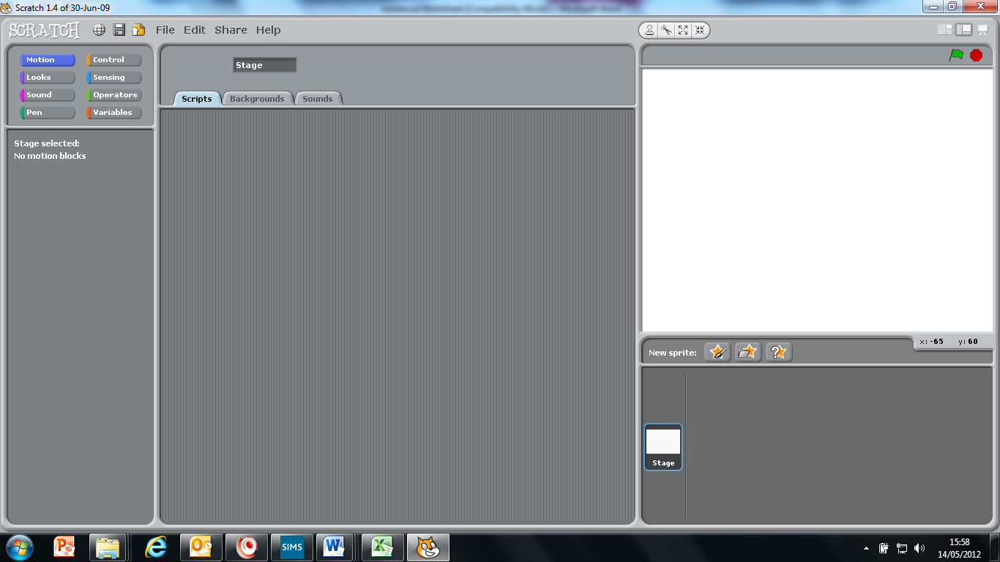 Scratch 1.4 of 30-Jun-09
SCRATCH File Edit Share Help
Motion Control
Looks Sensing
Sound Operators
Pen Variables
Stage selected:
No motion blocks
Stage
Scripts Backgrounds Sounds
x: -65 y: 60
New sprite:
Stage
SIMS
15:58
14/05/2012